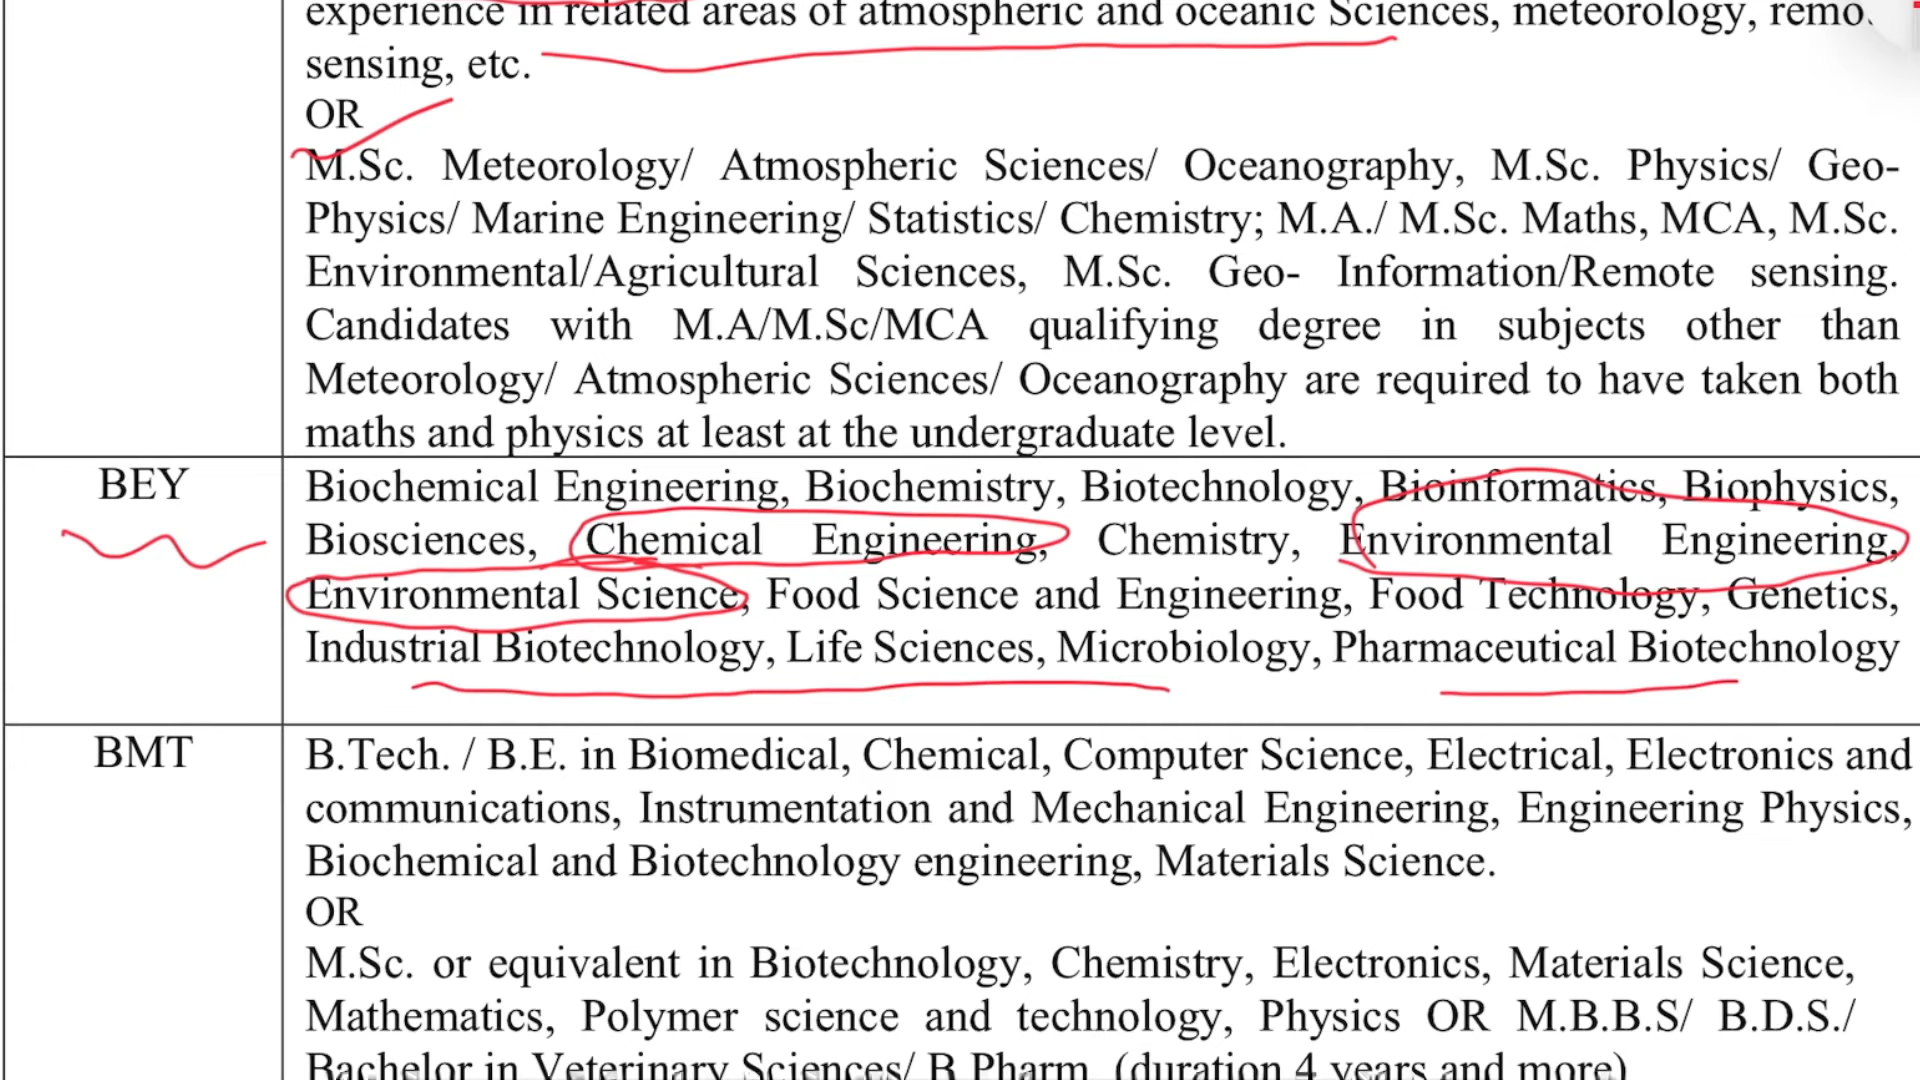 experience in related areas of atmospheric and oceanic Sciences, meteorology,
sensing, etc.
OR
M.Sc. Meteorology/ Atmospheric Sciences/ Oceanography, M.Sc. Physics/ Geo-
Physics/ Marine Engineering/ Statistics/ Chemistry; M.A./ M.Sc. Maths, MCA, M.Sc.
Environmental/Agricultural Sciences, M.Sc. Geo- Information/Remote sensing.
Candidates with M.A/M.Sc/MCA qualifying degree in subjects other than
Meteorology/ Atmospheric Sciences/ Oceanography are required to have taken both
maths and physics at least at the undergraduate level.
BEY
Biochemical Engineering, Biochemistry, Biotechnology, Bioinformatics, Biophysics,
Biosciences, Chemical Engineering, Chemistry, Environmental Engineering,
Environmental Science, Food Science and Engineering, Food Technology, Genetics,
Industrial Biotechnology, Life Sciences, Microbiology, Pharmaceutical Biotechnology
BMT
B.Tech. / B.E. in Biomedical, Chemical, Computer Science, Electrical, Electronics and
communications, Instrumentation and Mechanical Engineering, Engineering Physics,
Biochemical and Biotechnology engineering, Materials Science.
OR
M.Sc. or equivalent in Biotechnology, Chemistry, Electronics, Materials Science,
Mathematics, Polymer science and technology, Physics OR M.B.B.S/ B.D.S./
Bachelor in Veterinary Sciences/ B.Pharm. (duration 4 years and more)